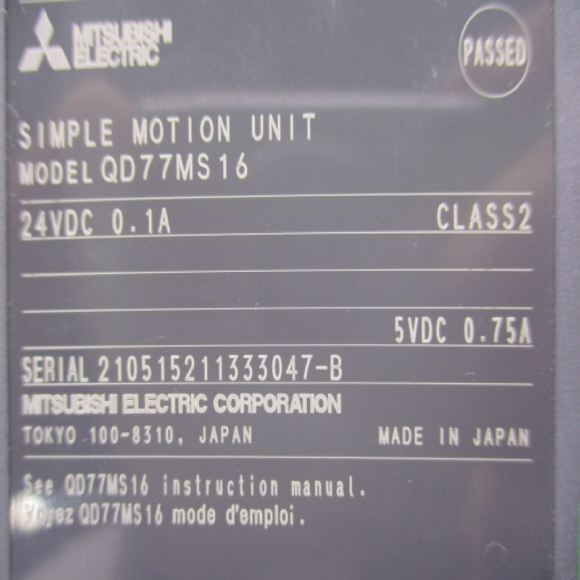 MITSUBISHI
ELECTRIC
PASSED
SIMPLE MOTION UNIT
MODEL QD77MS16
24VDC 0.1A CLASS2
5VDC 0.75A
SERIAL 210515211333047-B
MITSUBISHI ELECTRIC CORPORATION
TOKYO 100-8310, JAPAN MADE IN JAPAN
See QD77MS16 instruction manual.
Voyez QD77MS16 mode d'emploi.